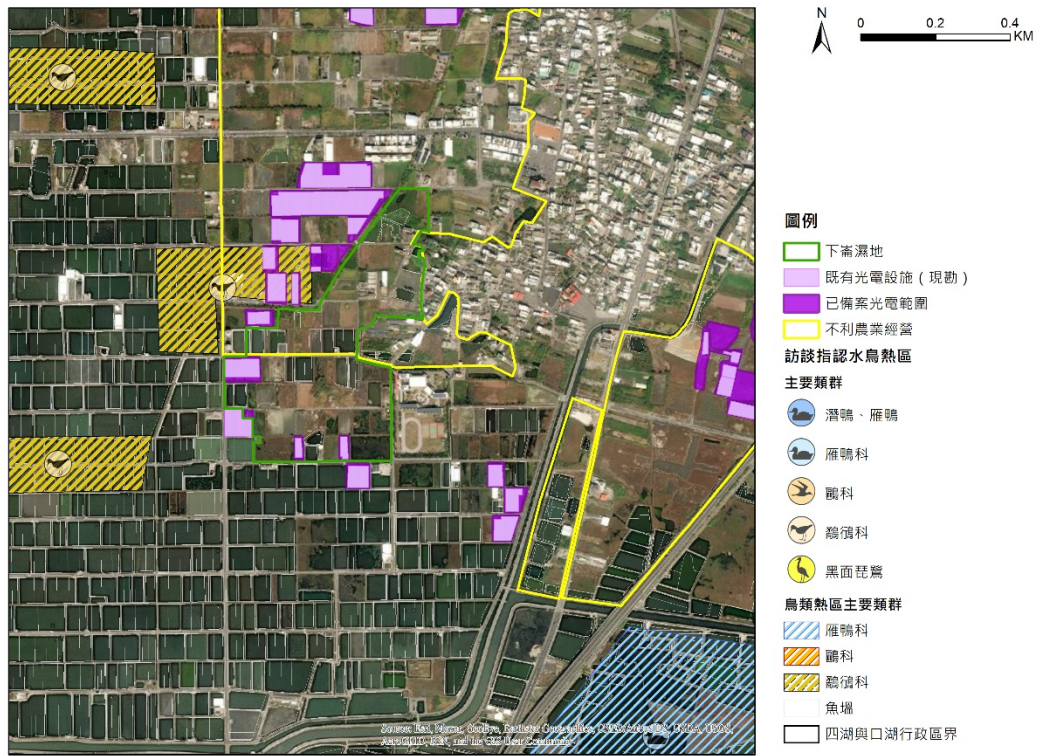 N
0 0.2 0.4
KM
圖例
下崙濕地
既有光電設施（現勘）
已備案光電範圍
不利農業經營
訪談指認水鳥熱區
主要類群
潛鴨、雁鴨
雁鴨科
鷗科
鷸鴴科
黑面琵鷺
鳥類熱區主要類群
雁鴨科
鷗科
鷸鴴科
魚塭
四湖與口湖行政區界
Source: Esri, Maxar, GeoEye, Earthstar Geographics, CNES/Airbus DS, USDA, USGS,
AeroGRID, IGN, and the GIS User Community